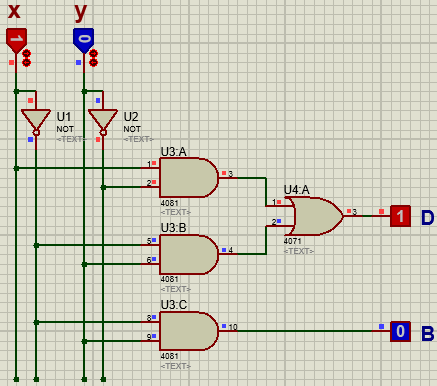 x y
1 0
U1 U2
NOT NOT
<TEXT> <TEXT>
U3:A
1 3
2
4081
<TEXT>
U4:A
1
2 3
4071
<TEXT>
1 D
U3:B
5
6 4
4081
<TEXT>
U3:C
8
9 10
4081
<TEXT>
0 B